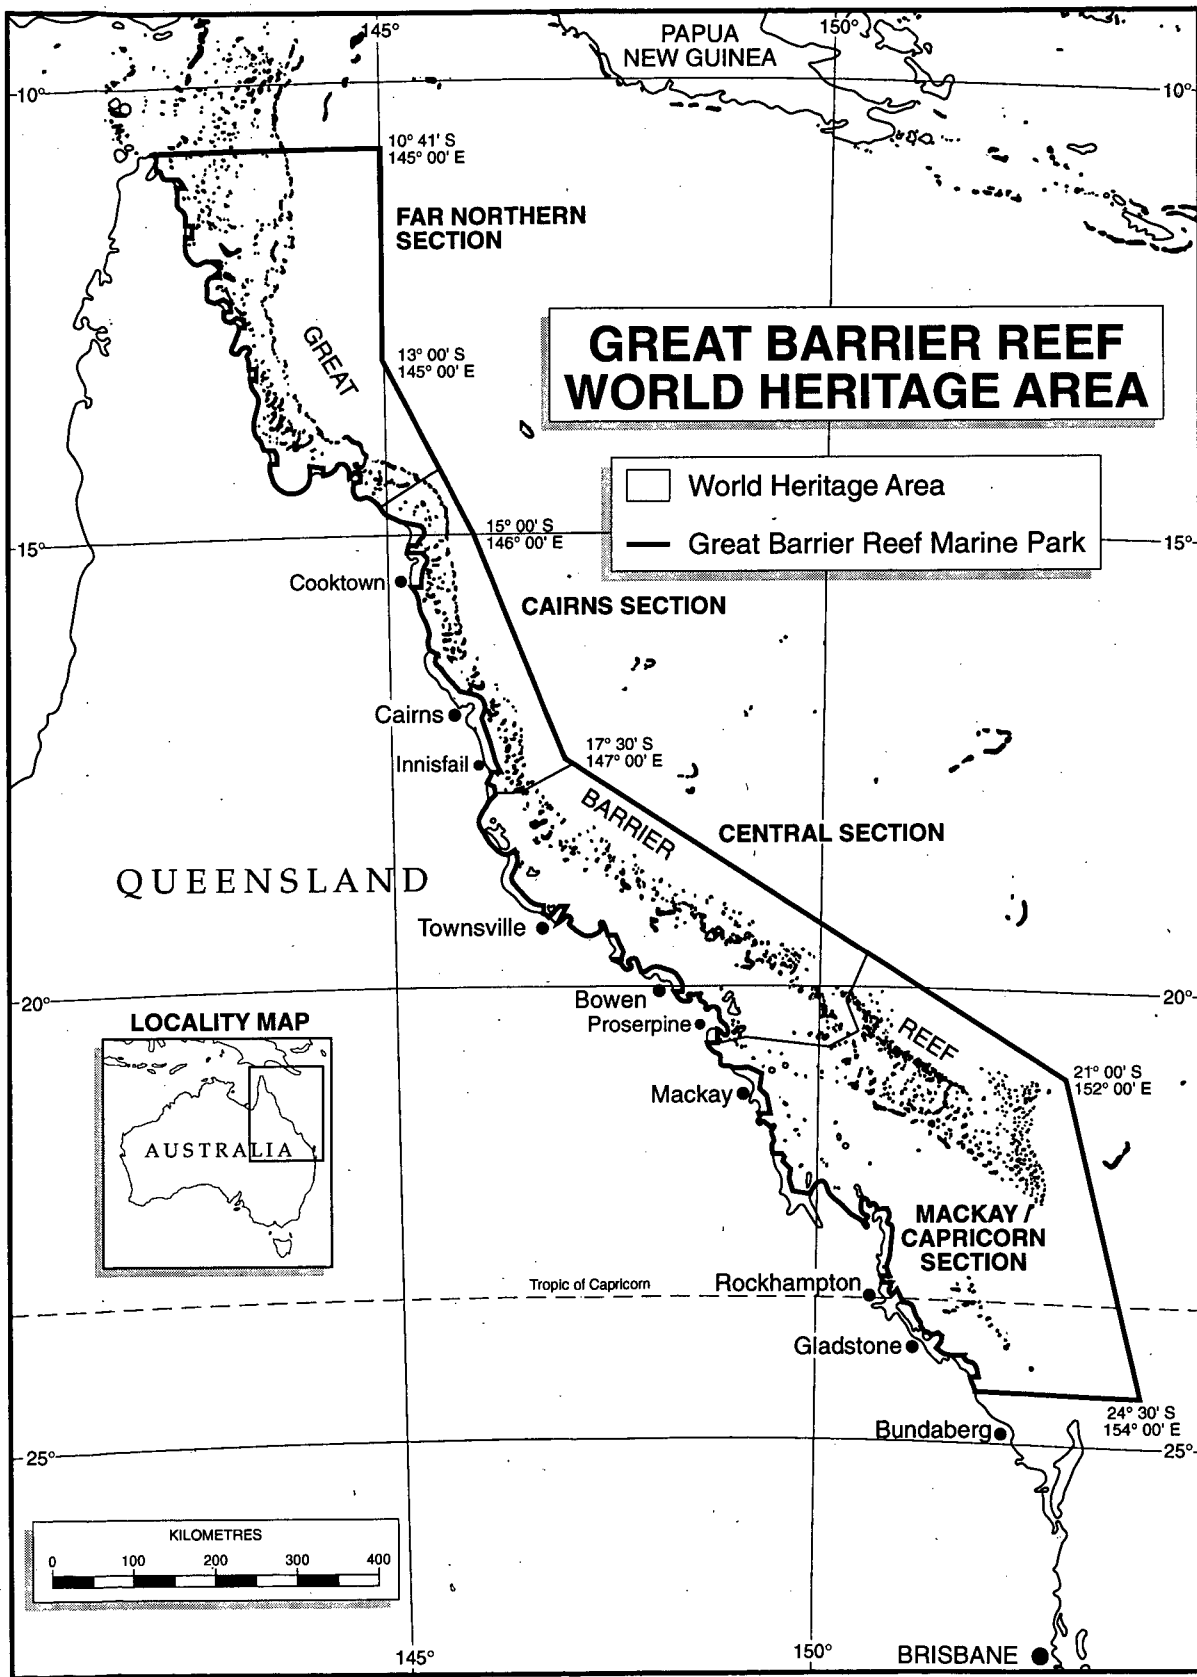 145°
150°
PAPUA
NEW GUINEA
10°
10°
10° 41' S
145° 00' E
FAR NORTHERN
SECTION
GREAT
13° 00' S
145° 00' E
GREAT BARRIER REEF
WORLD HERITAGE AREA
World Heritage Area
Great Barrier Reef Marine Park
15° 00' S
146° 00' E
15°
15°
Cooktown
CAIRNS SECTION
Cairns
17° 30' S
147° 00' E
Innisfail
BARRIER
CENTRAL SECTION
QUEENSLAND
Townsville
20°
20°
Bowen
Proserpine
LOCALITY MAP
REEF
21° 00' S
152° 00' E
Mackay
AUSTRALIA
MACKAY /
CAPRICORN
SECTION
Tropic of Capricorn
Rockhampton
Gladstone
24° 30' S
154° 00' E
Bundaberg
25°
25°
KILOMETRES
0 100 200 300 400
145°
150°
BRISBANE